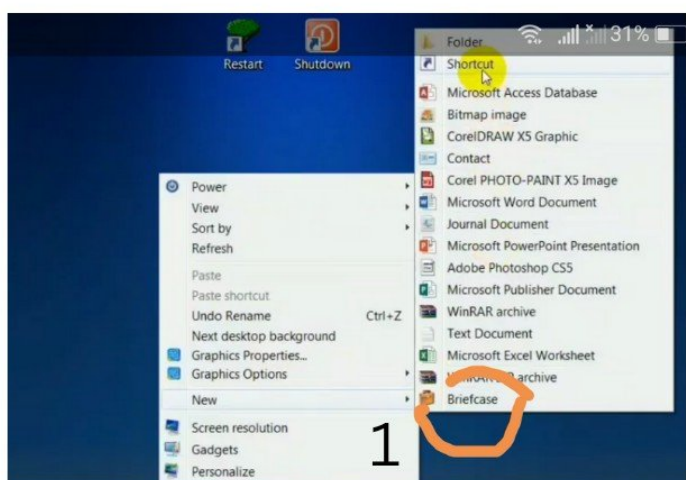 31%
Restart
Shutdown
Folder
Shortcut
Microsoft Access Database
Bitmap image
CorelDRAW X5 Graphic
Contact
Corel PHOTO-PAINT X5 Image
Microsoft Word Document
Journal Document
Microsoft PowerPoint Presentation
Adobe Photoshop CS5
Microsoft Publisher Document
WinRAR archive
Text Document
Microsoft Excel Worksheet
archive
Briefcase
Power
View
Sort by
Refresh
Paste
Paste shortcut
Undo Rename Ctrl+Z
Next desktop background
Graphics Properties...
Graphics Options
New
Screen resolution
Gadgets
Personalize
1